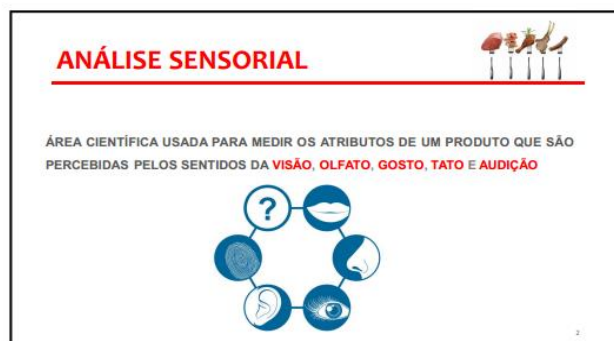 ANÁLISE SENSORIAL
ÁREA CIENTÍFICA USADA PARA MEDIR OS ATRIBUTOS DE UM PRODUTO QUE SÃO
PERCEBIDAS PELOS SENTIDOS DA VISÃO, OLFATO, GOSTO, TATO E AUDIÇÃO
?
2